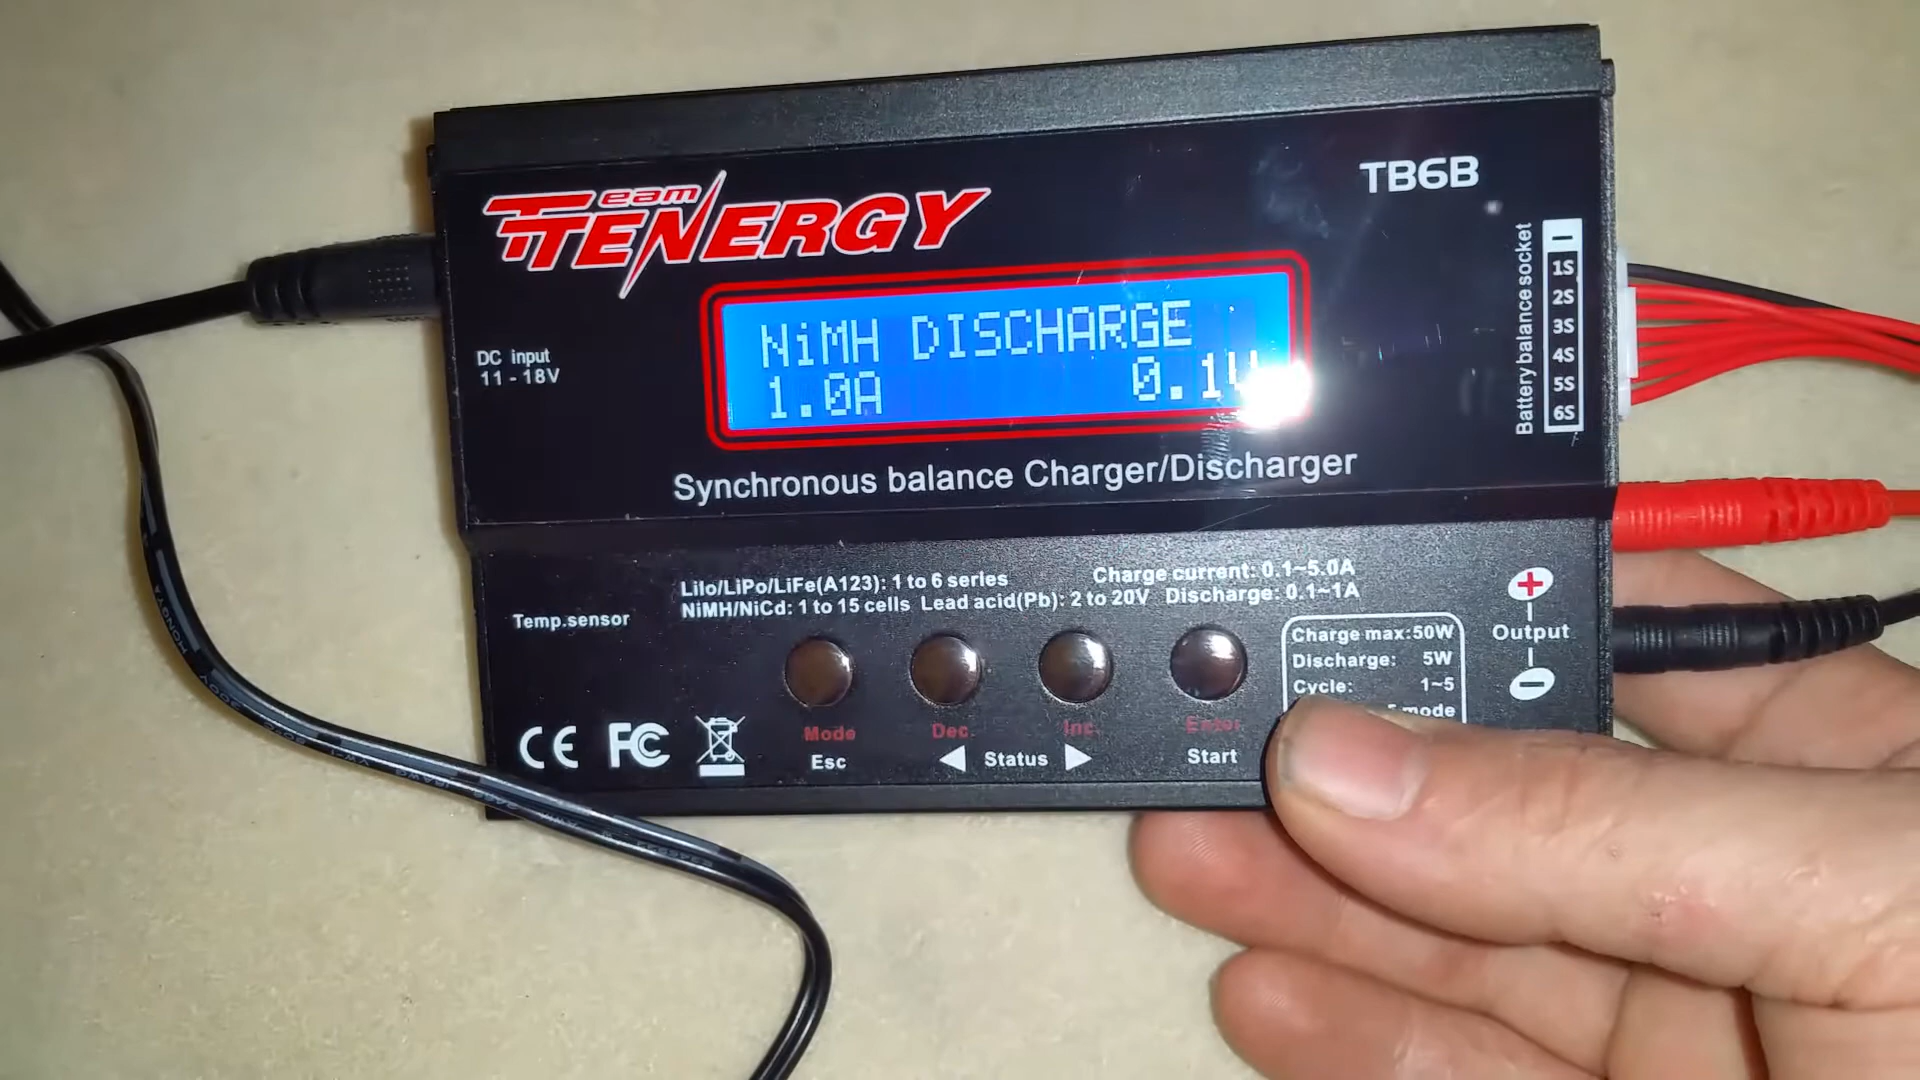 Team TENERGY
TB6B
NiMH DISCHARGE
1.0A 0.1V
DC input
11 - 18V
Battery balance socket
1S
2S
3S
4S
5S
6S
Synchronous balance Charger/Discharger
LiIo/LiPo/LiFe(A123): 1 to 6 series Charge current: 0.1~5.0A
NiMH/NiCd: 1 to 15 cells Lead acid(Pb): 2 to 20V Discharge: 0.1~1A
Temp.sensor
Charge max:50W
Discharge: 5W
Cycle: 1~5
mode
+
Output
−
Mode Dec. Inc. Enter
Esc Status Start
CE FC